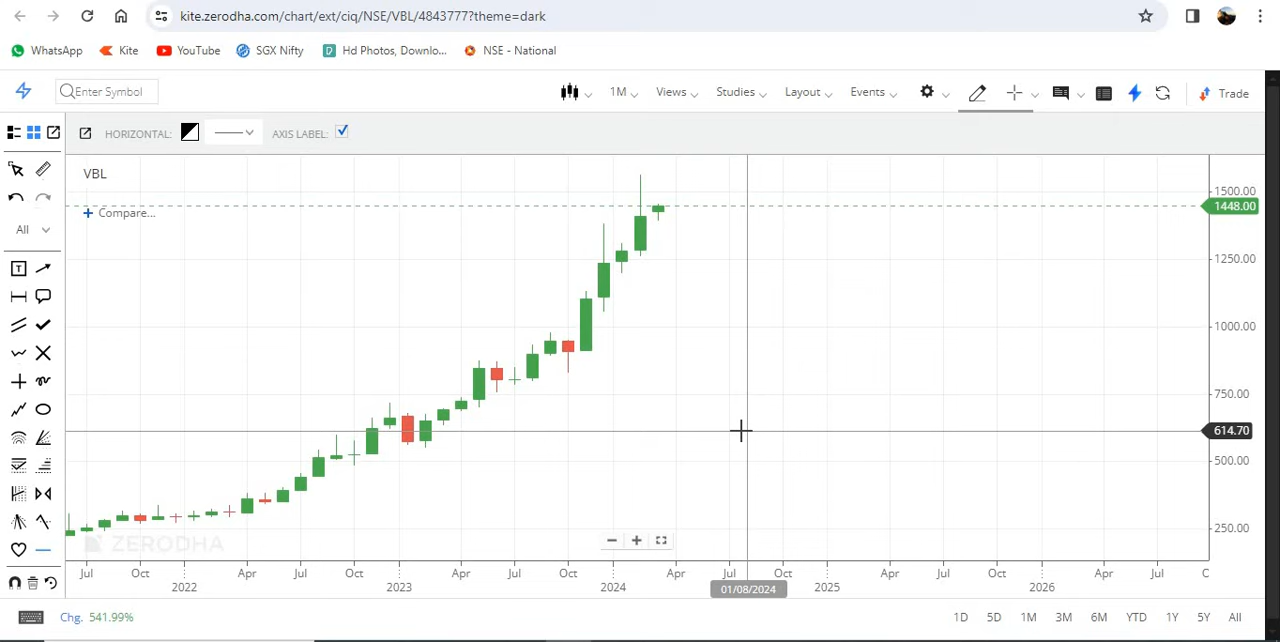 kite.zerodha.com/chart/ext/ciq/NSE/VBL/4843777?theme=dark
WhatsApp Kite YouTube SGX Nifty Hd Photos, Downlo... NSE - National
Enter Symbol 1M Views Studies Layout Events Trade
HORIZONTAL: AXIS LABEL:
VBL
Compare...
All
T
1500.00
1448.00
1250.00
1000.00
750.00
614.70
500.00
250.00
ZERODHA
Jul Oct Apr Jul Oct Apr Jul Oct Apr Jul Oct Apr Jul Oct Apr Jul O
2022 2023 2024 2025 2026
01/08/2024
Chg. 541.99% 1D 5D 1M 3M 6M YTD 1Y 5Y All